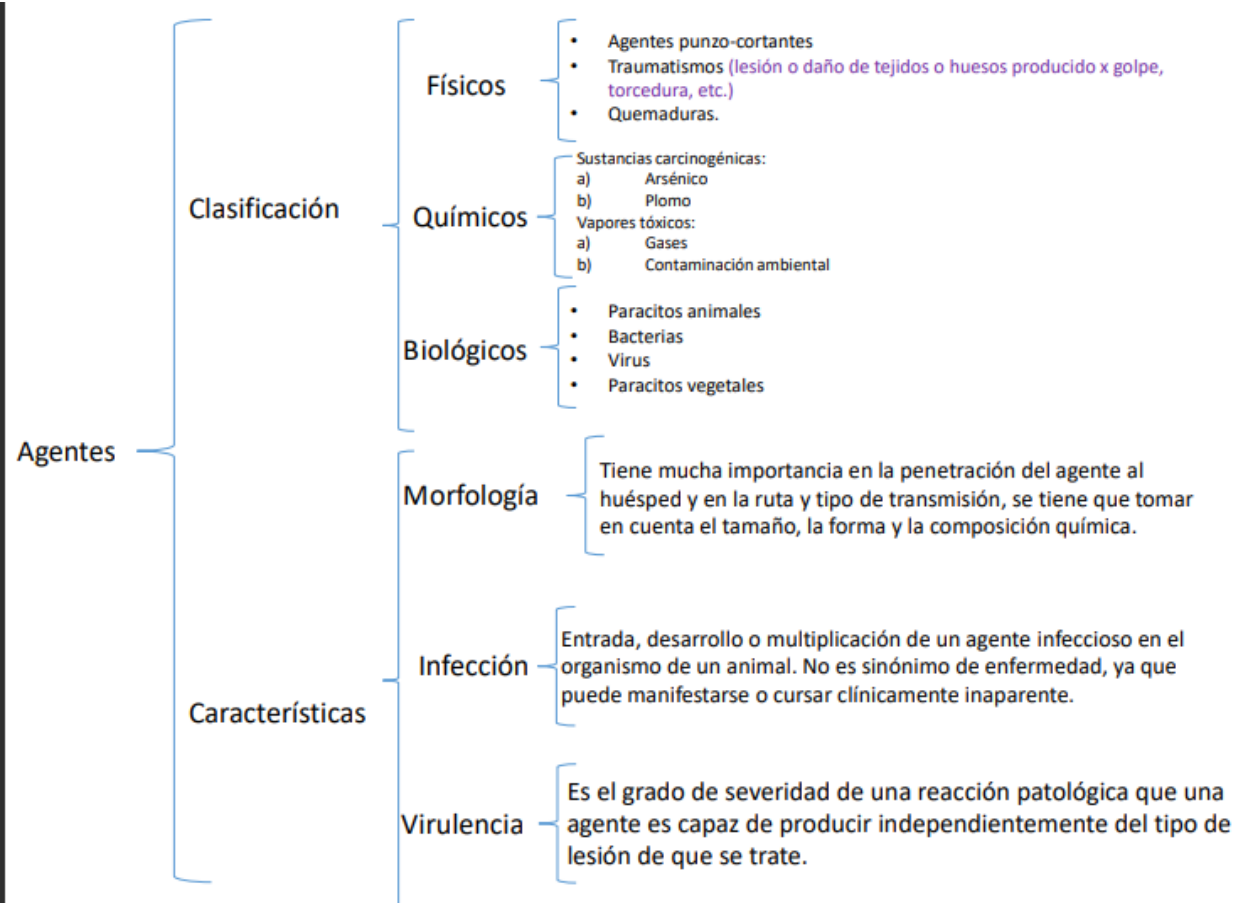 Agentes
Clasificación
Físicos
• Agentes punzo-cortantes
• Traumatismos (lesión o daño de tejidos o huesos producido x golpe,
torcedura, etc.)
• Quemaduras.
Químicos
Sustancias carcinogénicas:
a) Arsénico
b) Plomo
Vapores tóxicos:
a) Gases
b) Contaminación ambiental
Biológicos
• Paracitos animales
• Bacterias
• Virus
• Paracitos vegetales
Características
Morfología
Tiene mucha importancia en la penetración del agente al
huésped y en la ruta y tipo de transmisión, se tiene que tomar
en cuenta el tamaño, la forma y la composición química.
Infección
Entrada, desarrollo o multiplicación de un agente infeccioso en el
organismo de un animal. No es sinónimo de enfermedad, ya que
puede manifestarse o cursar clínicamente inaparente.
Virulencia
Es el grado de severidad de una reacción patológica que una
agente es capaz de producir independientemente del tipo de
lesión de que se trate.